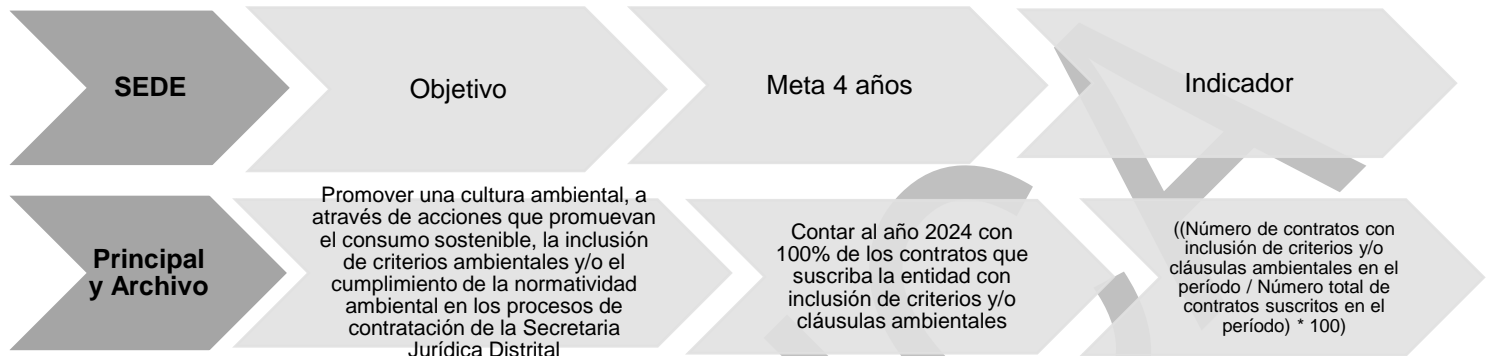 SEDE
Objetivo
Meta 4 años
Indicador
Principal
y Archivo
Promover una cultura ambiental, a
através de acciones que promuevan
el consumo sostenible, la inclusión
de criterios ambientales y/o el
cumplimiento de la normatividad
ambiental en los procesos de
contratación de la Secretaria
Jurídica Distrital
Contar al año 2024 con
100% de los contratos que
suscriba la entidad con
inclusión de criterios y/o
cláusulas ambientales
((Número de contratos con
inclusión de criterios y/o
cláusulas ambientales en el
período / Número total de
contratos suscritos en el
período) * 100)